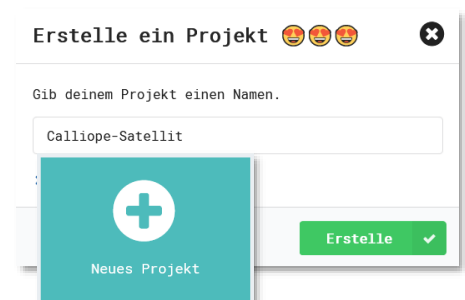 Erstelle ein Projekt 😍😍😍
Gib deinem Projekt einen Namen.
Calliope-Satellit
Neues Projekt
Erstelle